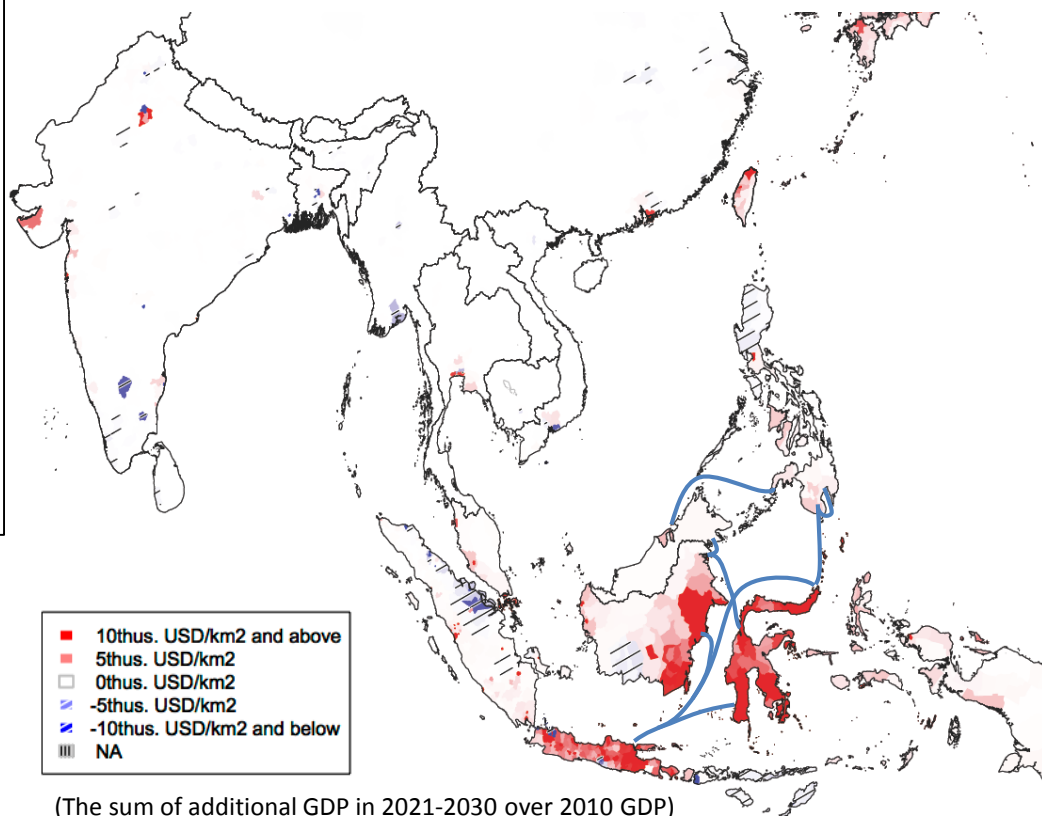 10thus. USD/km2 and above
5thus. USD/km2
0thus. USD/km2
-5thus. USD/km2
-10thus. USD/km2 and below
NA
(The sum of additional GDP in 2021-2030 over 2010 GDP)